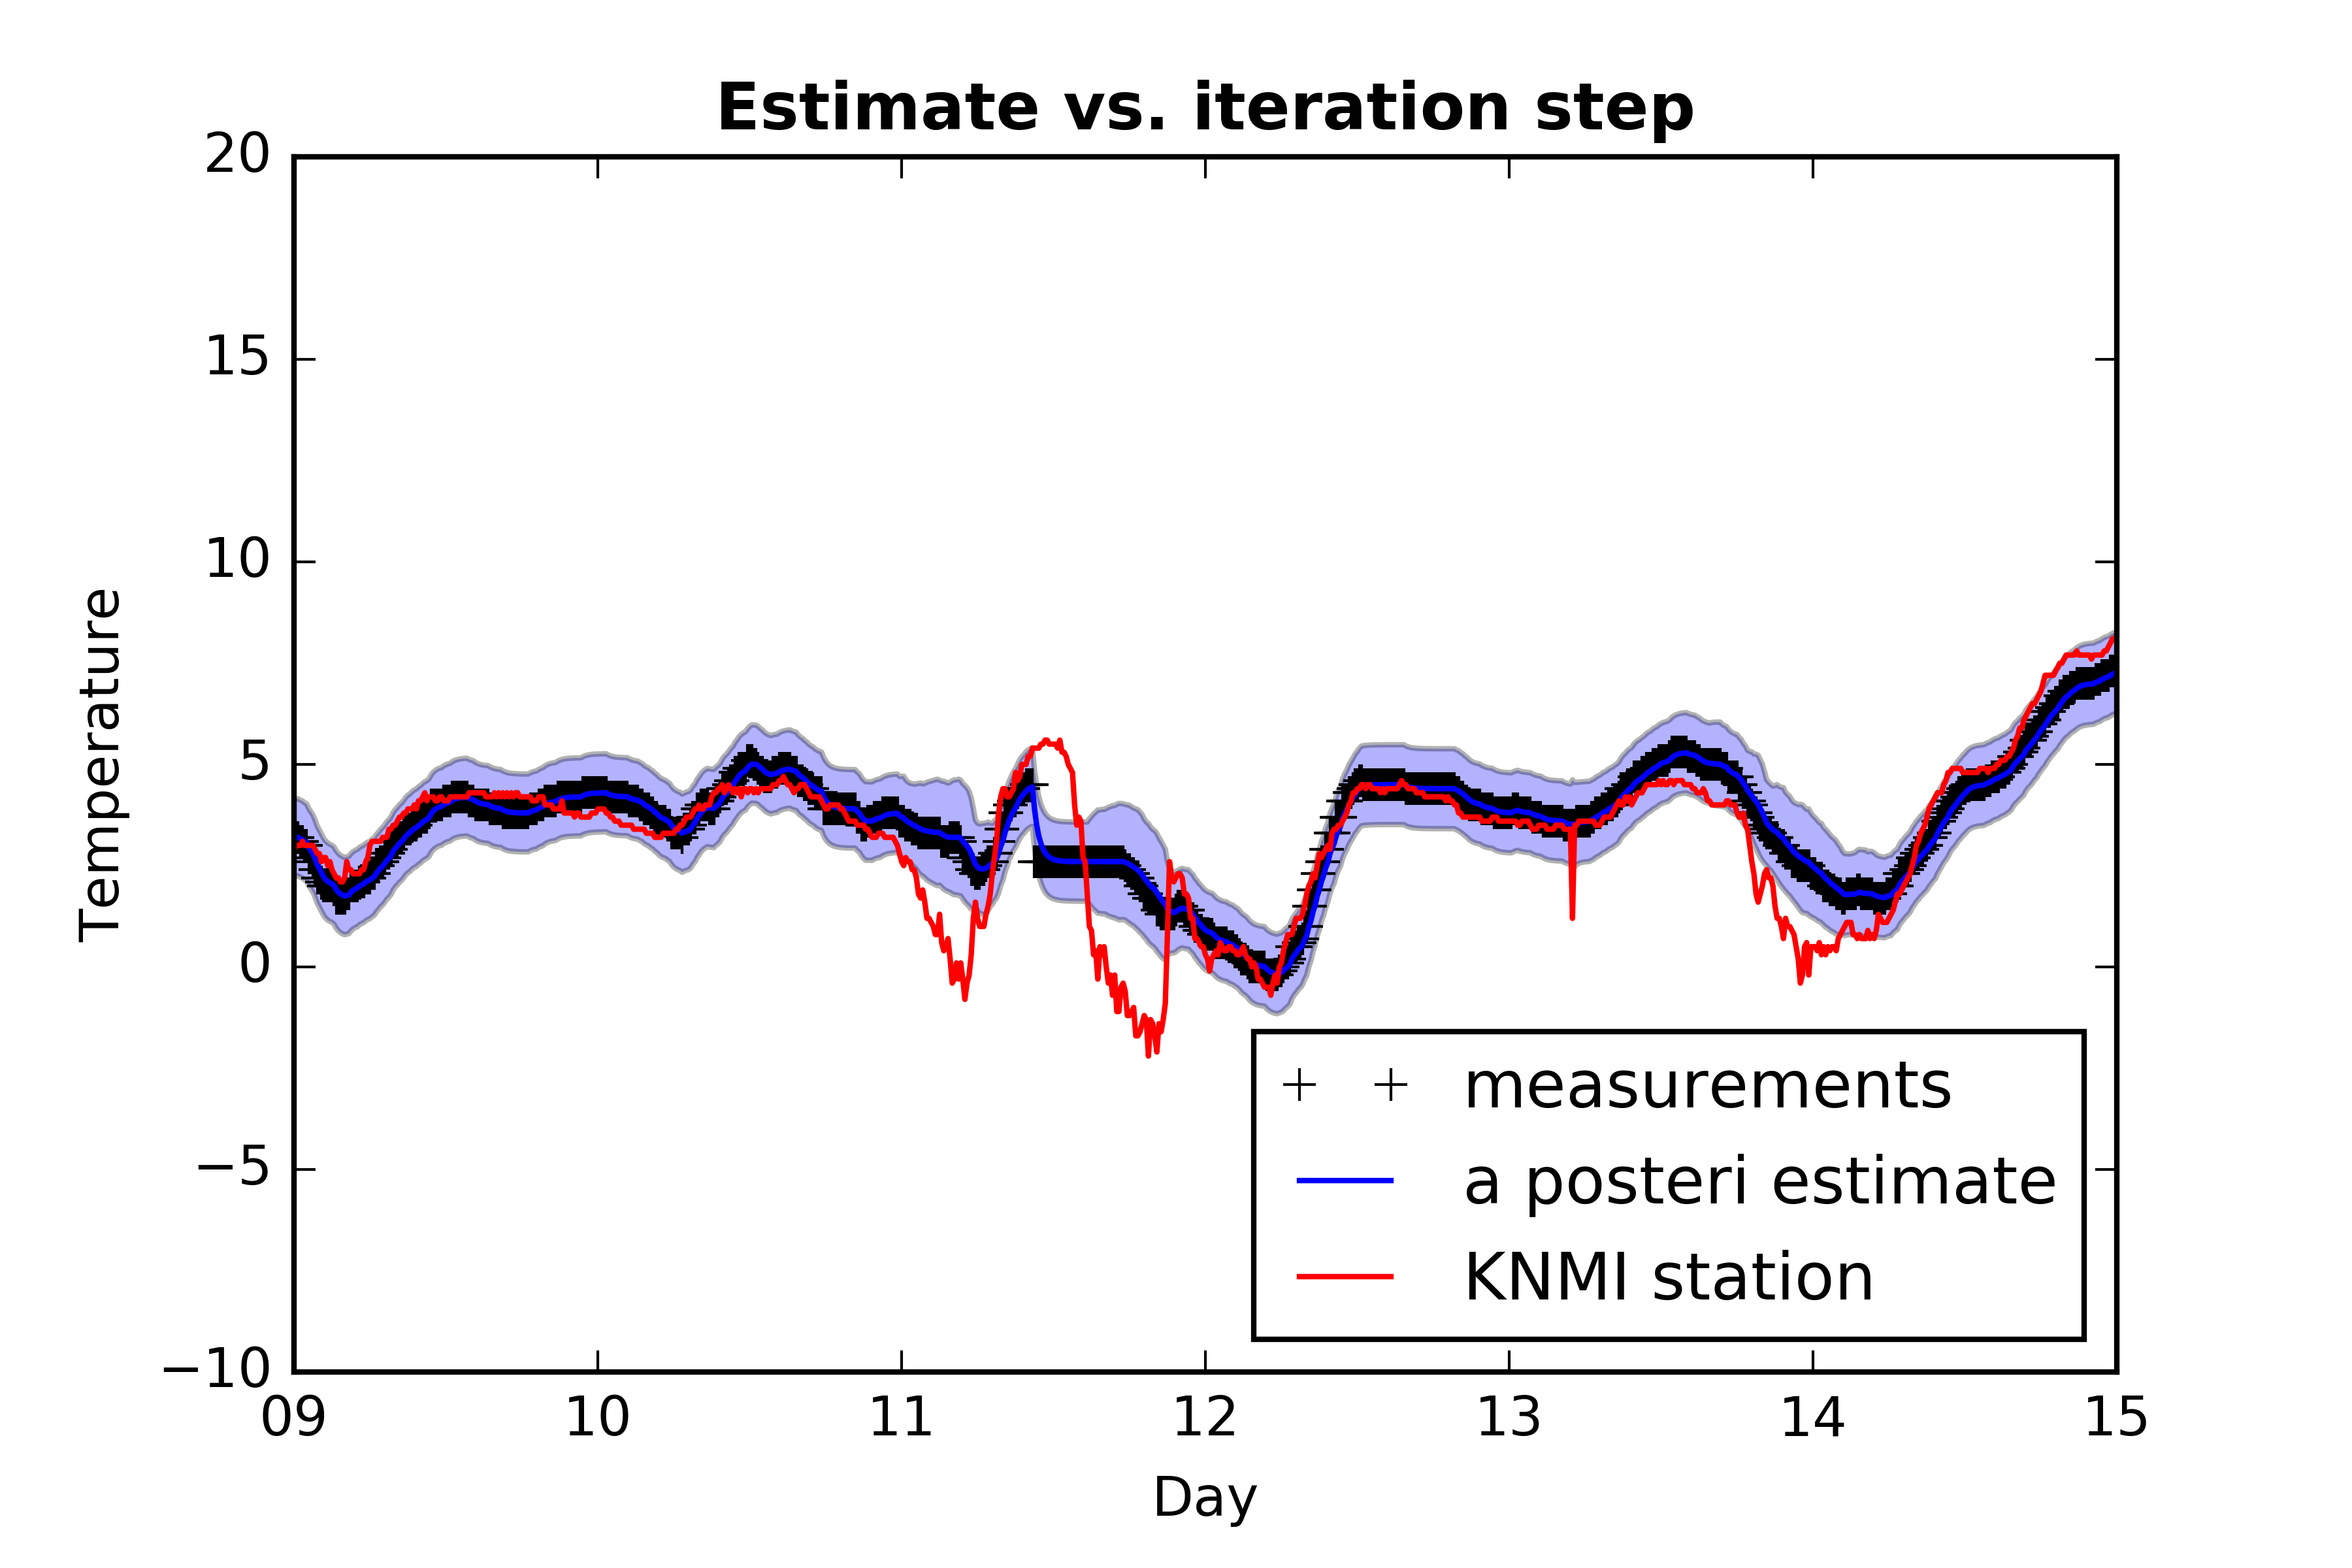 Estimate vs. iteration step
20
15
10
5
0
−5
−10
Temperature
measurements
a posteri estimate
KNMI station
09 10 11 12 13 14 15
Day